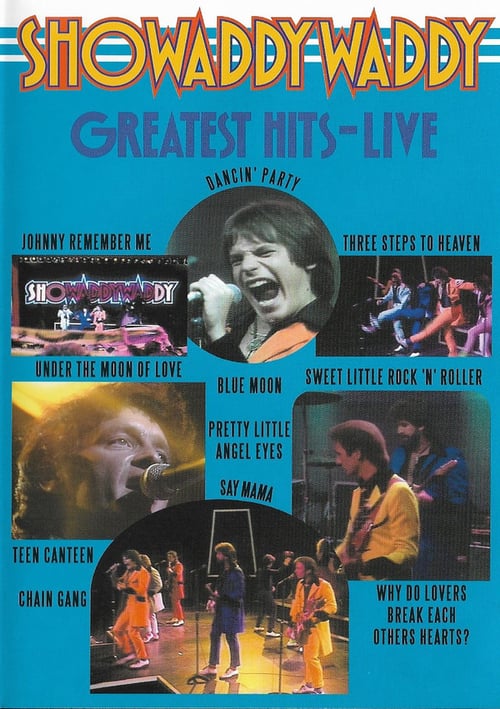 SHOWADDYWADDY
GREATEST HITS-LIVE
DANCIN' PARTY
JOHNNY REMEMBER ME
THREE STEPS TO HEAVEN
SHOWADDYWADDY
UNDER THE MOON OF LOVE
BLUE MOON
SWEET LITTLE ROCK 'N' ROLLER
PRETTY LITTLE
ANGEL EYES
SAY MAMA
TEEN CANTEEN
CHAIN GANG
WHY DO LOVERS
BREAK EACH
OTHERS HEARTS?